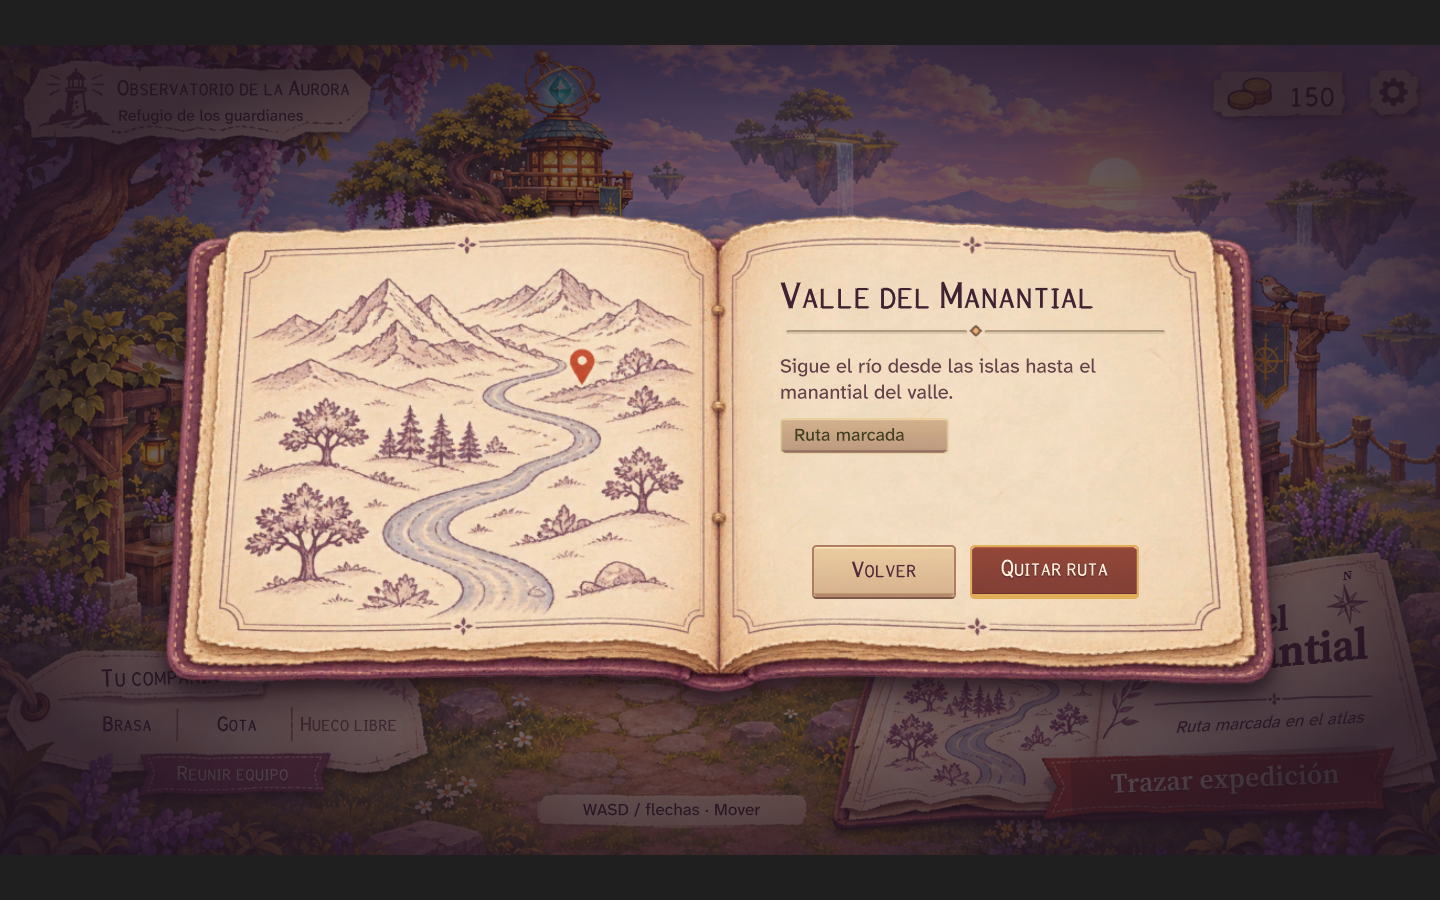 Observatorio de la Aurora
Refugio de los guardianes
150
Valle del Manantial
Sigue el río desde las islas hasta el
manantial del valle.
Ruta marcada
Volver
Quitar ruta
Tu
Brasa
Gota
Hueco libre
Reunir equipo
WASD / flechas · Mover
N
Ruta marcada en el atlas
Trazar expedición